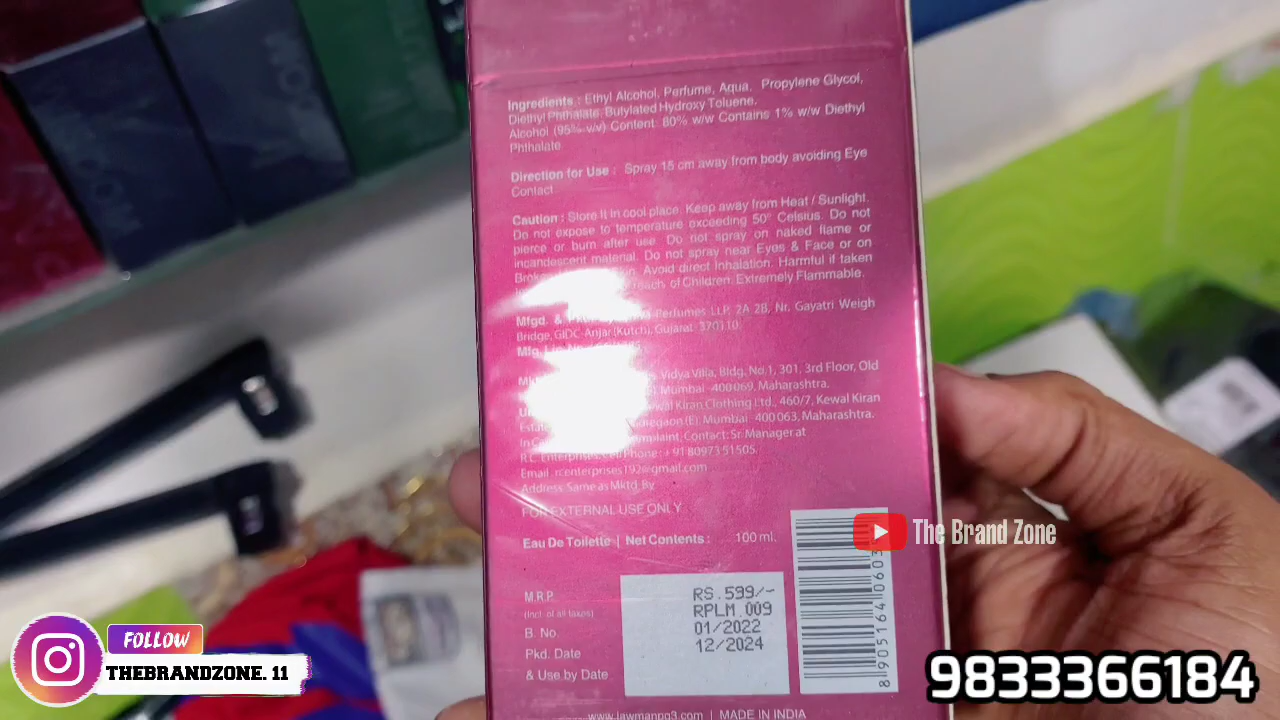 Ingredients : Ethyl Alcohol, Perfume, Aqua, Propylene Glycol,
Diethyl Phthalate, Butylated Hydroxy Toluene.
Alcohol (95% v/v) Content: 80% w/w Contains 1% w/w Diethyl
Phthalate
Direction for Use : Spray 15 cm away from body avoiding Eye
Contact
Caution : Store It in cool place. Keep away from Heat / Sunlight.
Do not expose to temperature exceeding 50° Celsius. Do not
pierce or burn after use. Do not spray on naked flame or
incandescent material. Do not spray near Eyes & Face or on
Avoid direct Inhalation. Harmful if taken
reach of Children. Extremely Flammable.
Mfgd. & Perfumes LLP, 2A 2B, Nr. Gayatri Weigh
Bridge, GIDC-Anjar (Kutch), Gujarat 370110
Mfg.
Vidya Villa, Bldg. No.1, 301, 3rd Floor, Old
Mumbai 400069, Maharashtra.
Kiran Clothing Ltd., 460/7, Kewal Kiran
Mumbai 400063, Maharashtra.
Contact: Sr. Manager at
R.C. Enterprises Cell Phone : +91 80973 51505.
Email rcenterprises192@gmail.com
Address: Same as Mktd. By
FOR EXTERNAL USE ONLY
Eau De Toilette | Net Contents : 100 ml.
M.R.P. RS.599/-
(Incl. of all taxes) RPLM 009
B. No. 01/2022
Pkd. Date 12/2024
& Use by Date
www.lawmanpg3.com | MADE IN INDIA
8 905164 0603
The Brand Zone
FOLLOW
THEBRANDZONE. 11
9833366184